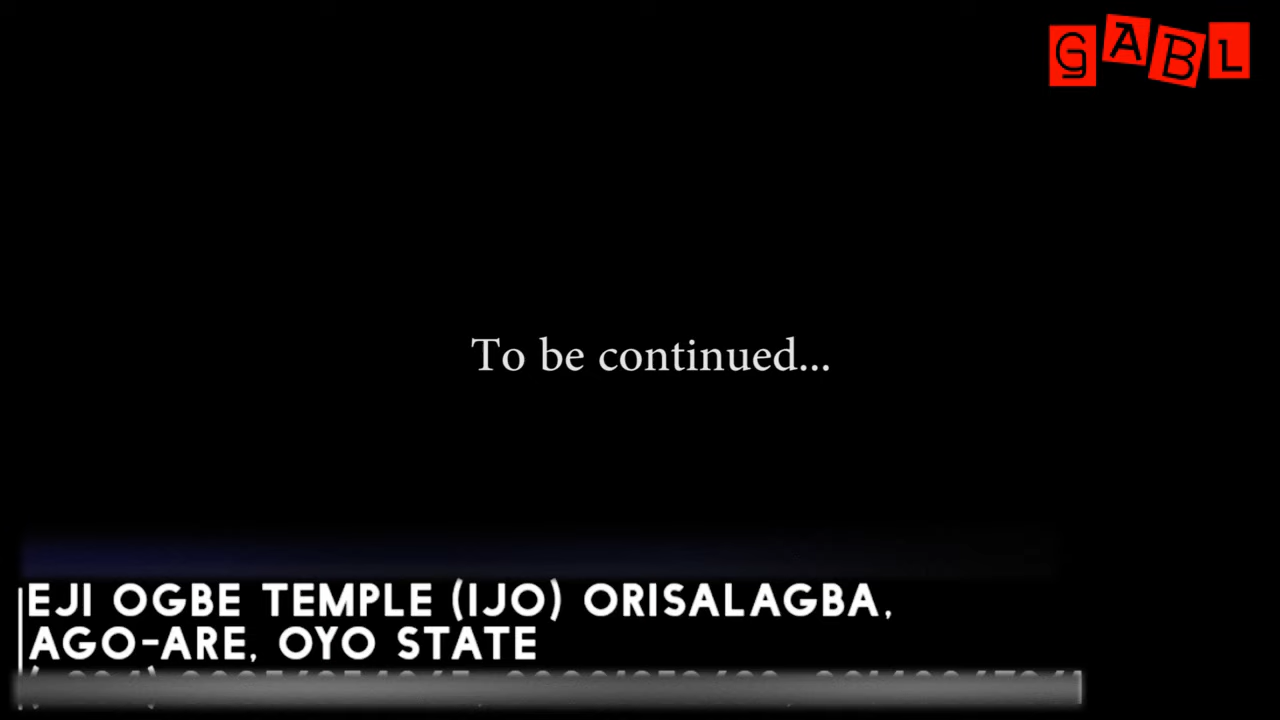 GABL
To be continued...
EJI OGBE TEMPLE (IJO) ORISALAGBA,
AGO-ARE, OYO STATE